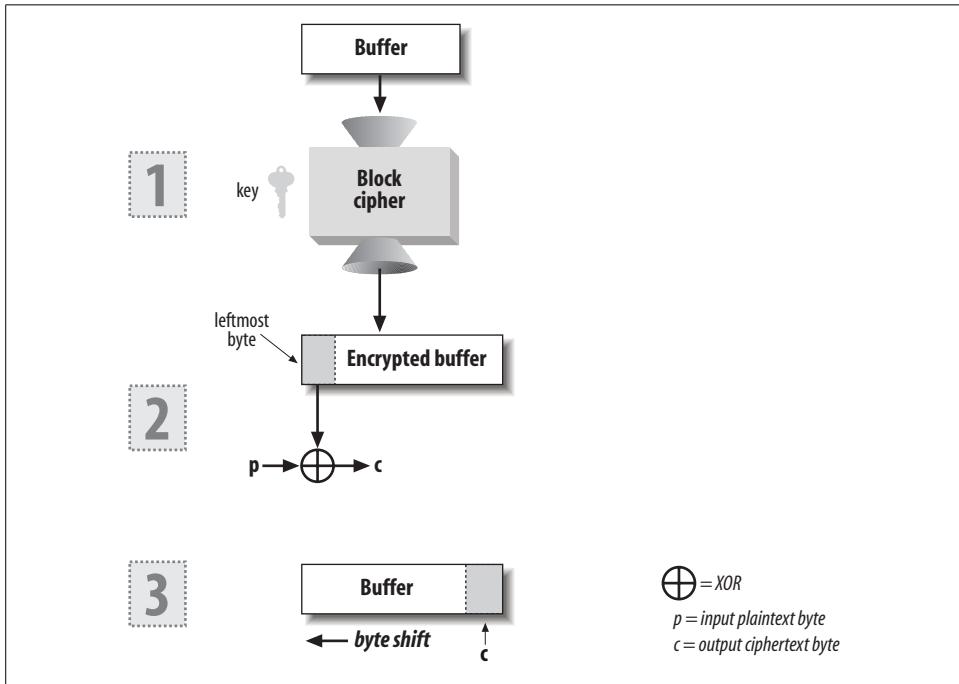 Buffer
1
key
Block
cipher
leftmost
byte
Encrypted buffer
2
p
c
3
Buffer
byte shift
c
= XOR
p = input plaintext byte
c = output ciphertext byte